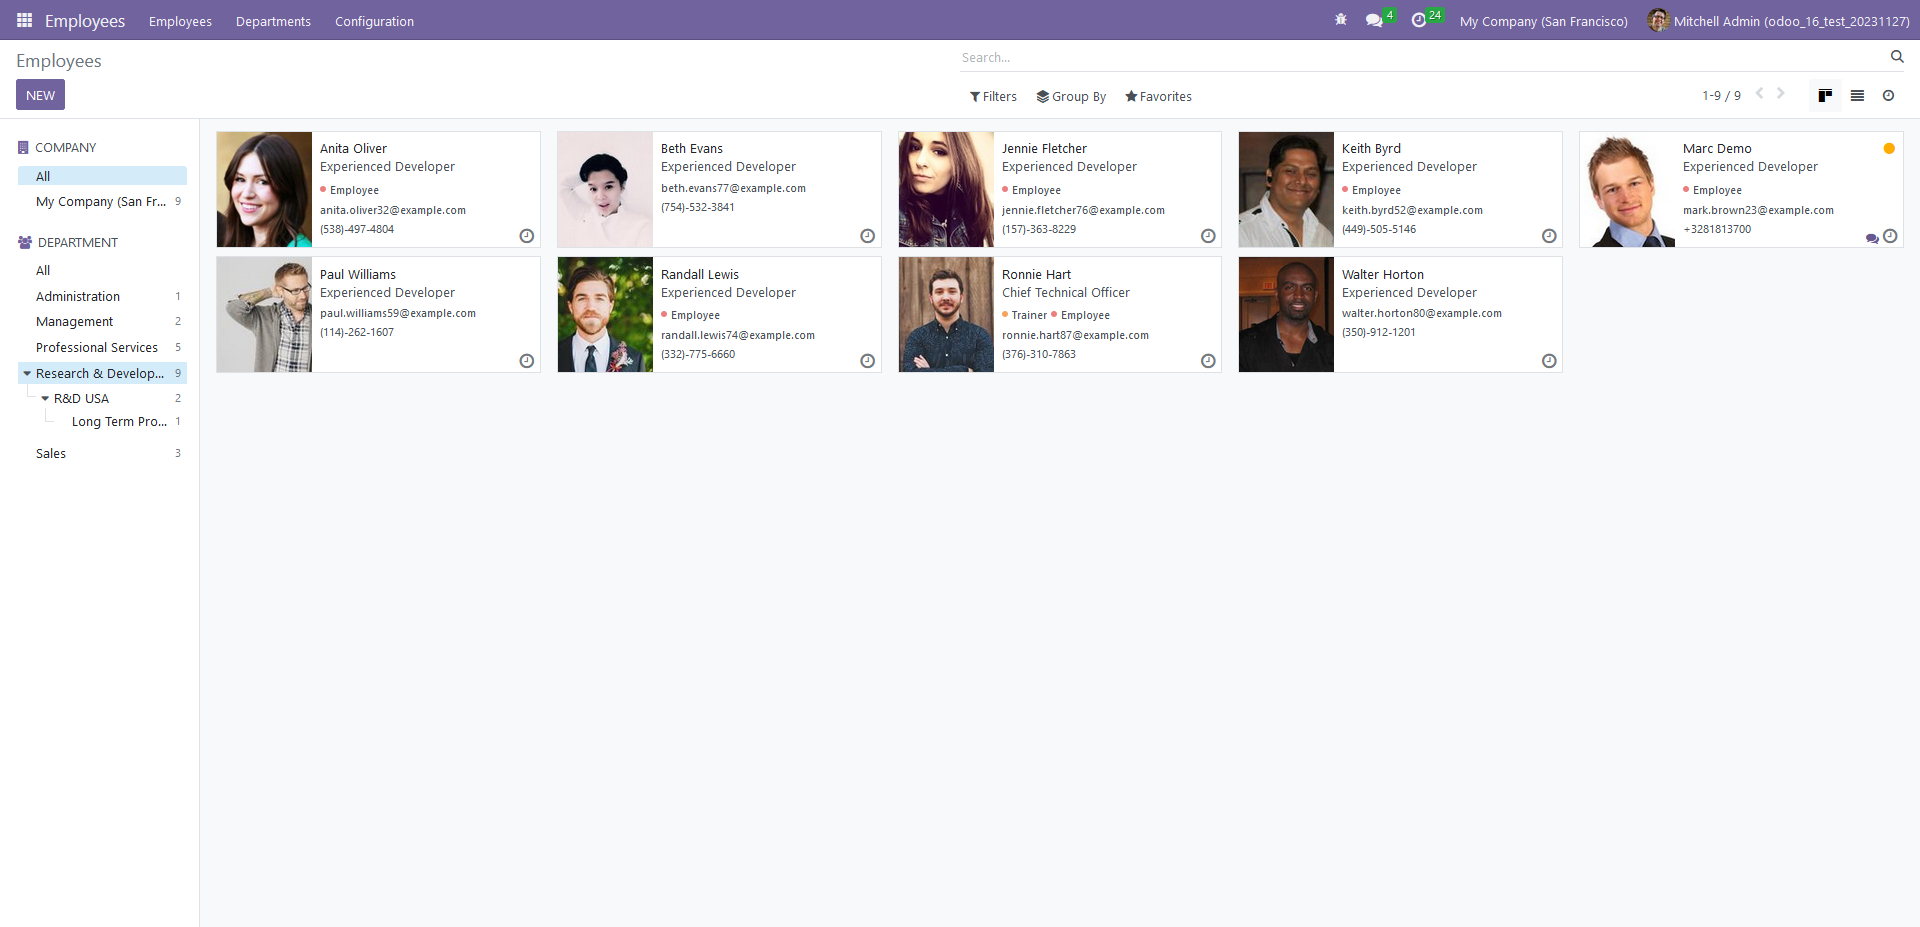 Employees Employees Departments Configuration 4 24 My Company (San Francisco) Mitchell Admin (odoo_16_test_20231127)
Employees
Search...
NEW
Filters Group By Favorites 1-9 / 9
COMPANY
All
My Company (San Fr... 9
DEPARTMENT
All
Administration 1
Management 2
Professional Services 5
Research & Develop... 9
R&D USA 2
Long Term Pro... 1
Sales 3
Anita Oliver
Experienced Developer
Employee
anita.oliver32@example.com
(538)-497-4804
Beth Evans
Experienced Developer
beth.evans77@example.com
(754)-532-3841
Jennie Fletcher
Experienced Developer
Employee
jennie.fletcher76@example.com
(157)-363-8229
Keith Byrd
Experienced Developer
Employee
keith.byrd52@example.com
(449)-505-5146
Marc Demo
Experienced Developer
Employee
mark.brown23@example.com
+3281813700
Paul Williams
Experienced Developer
paul.williams59@example.com
(114)-262-1607
Randall Lewis
Experienced Developer
Employee
randall.lewis74@example.com
(332)-775-6660
Ronnie Hart
Chief Technical Officer
Trainer Employee
ronnie.hart87@example.com
(376)-310-7863
Walter Horton
Experienced Developer
walter.horton80@example.com
(350)-912-1201